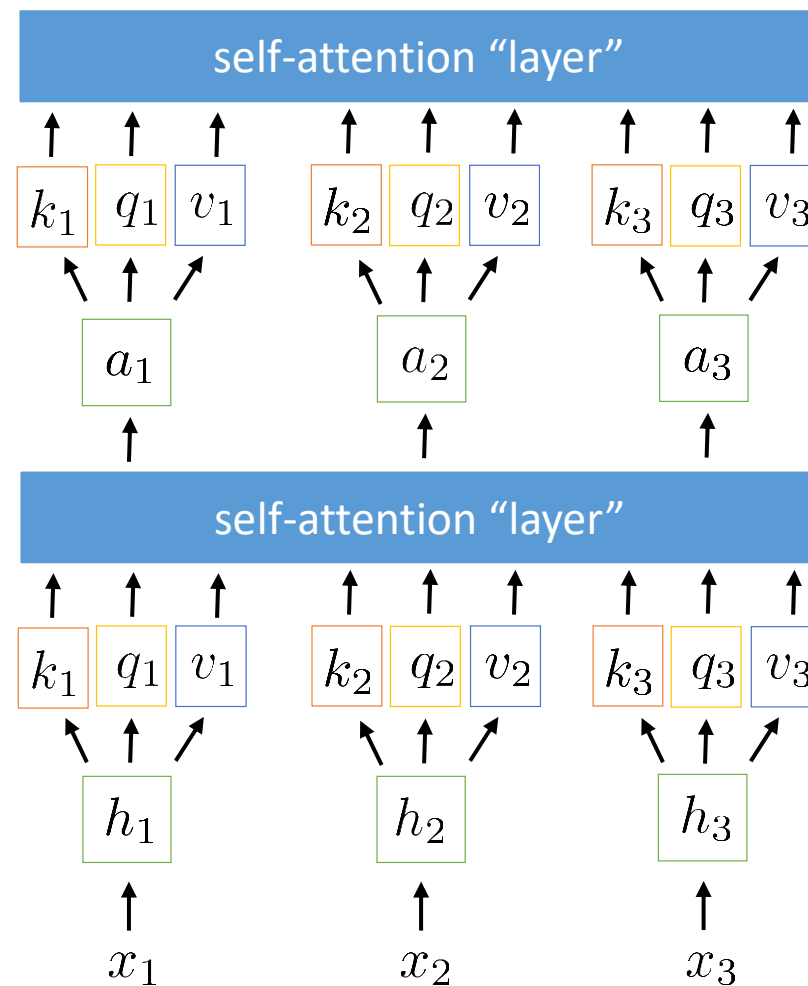 self-attention “layer”
k₁ q₁ v₁ k₂ q₂ v₂ k₃ q₃ v₃
a₁ a₂ a₃
self-attention “layer”
k₁ q₁ v₁ k₂ q₂ v₂ k₃ q₃ v₃
h₁ h₂ h₃
x₁ x₂ x₃